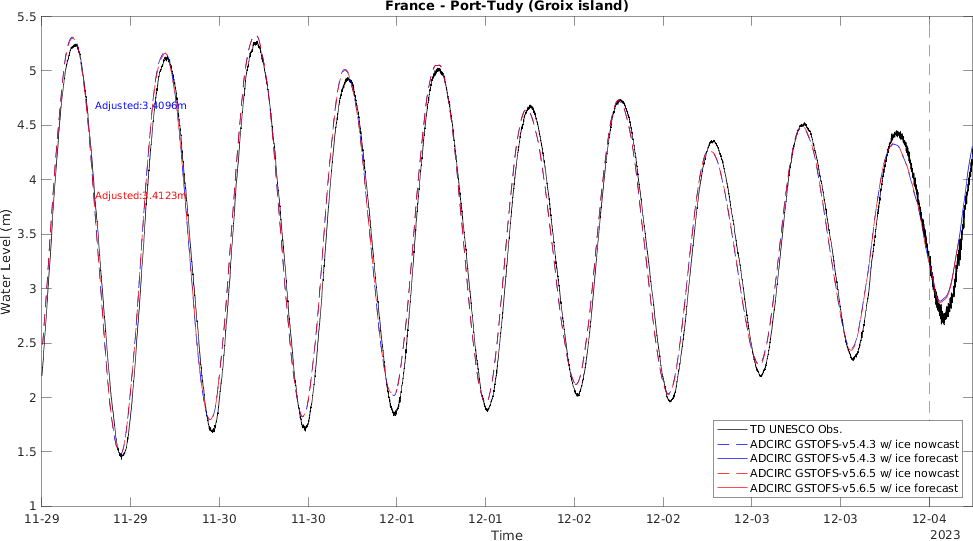 France - Port-Tudy (Groix island)
5.5
5
4.5
4
3.5
3
2.5
2
1.5
1
Water Level (m)
Adjusted:3.4096m
Adjusted:3.4123m
TD UNESCO Obs.
ADCIRC GSTOFS-v5.4.3 w/ ice nowcast
ADCIRC GSTOFS-v5.4.3 w/ ice forecast
ADCIRC GSTOFS-v5.6.5 w/ ice nowcast
ADCIRC GSTOFS-v5.6.5 w/ ice forecast
11-29 11-29 11-30 11-30 12-01 12-01 12-02 12-02 12-03 12-03 12-04
2023
Time